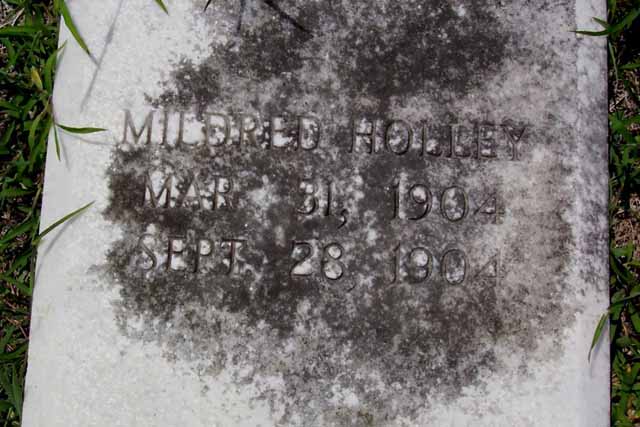 MILDRED HOLLEY
MAR. 31, 1904
SEPT. 28, 1904